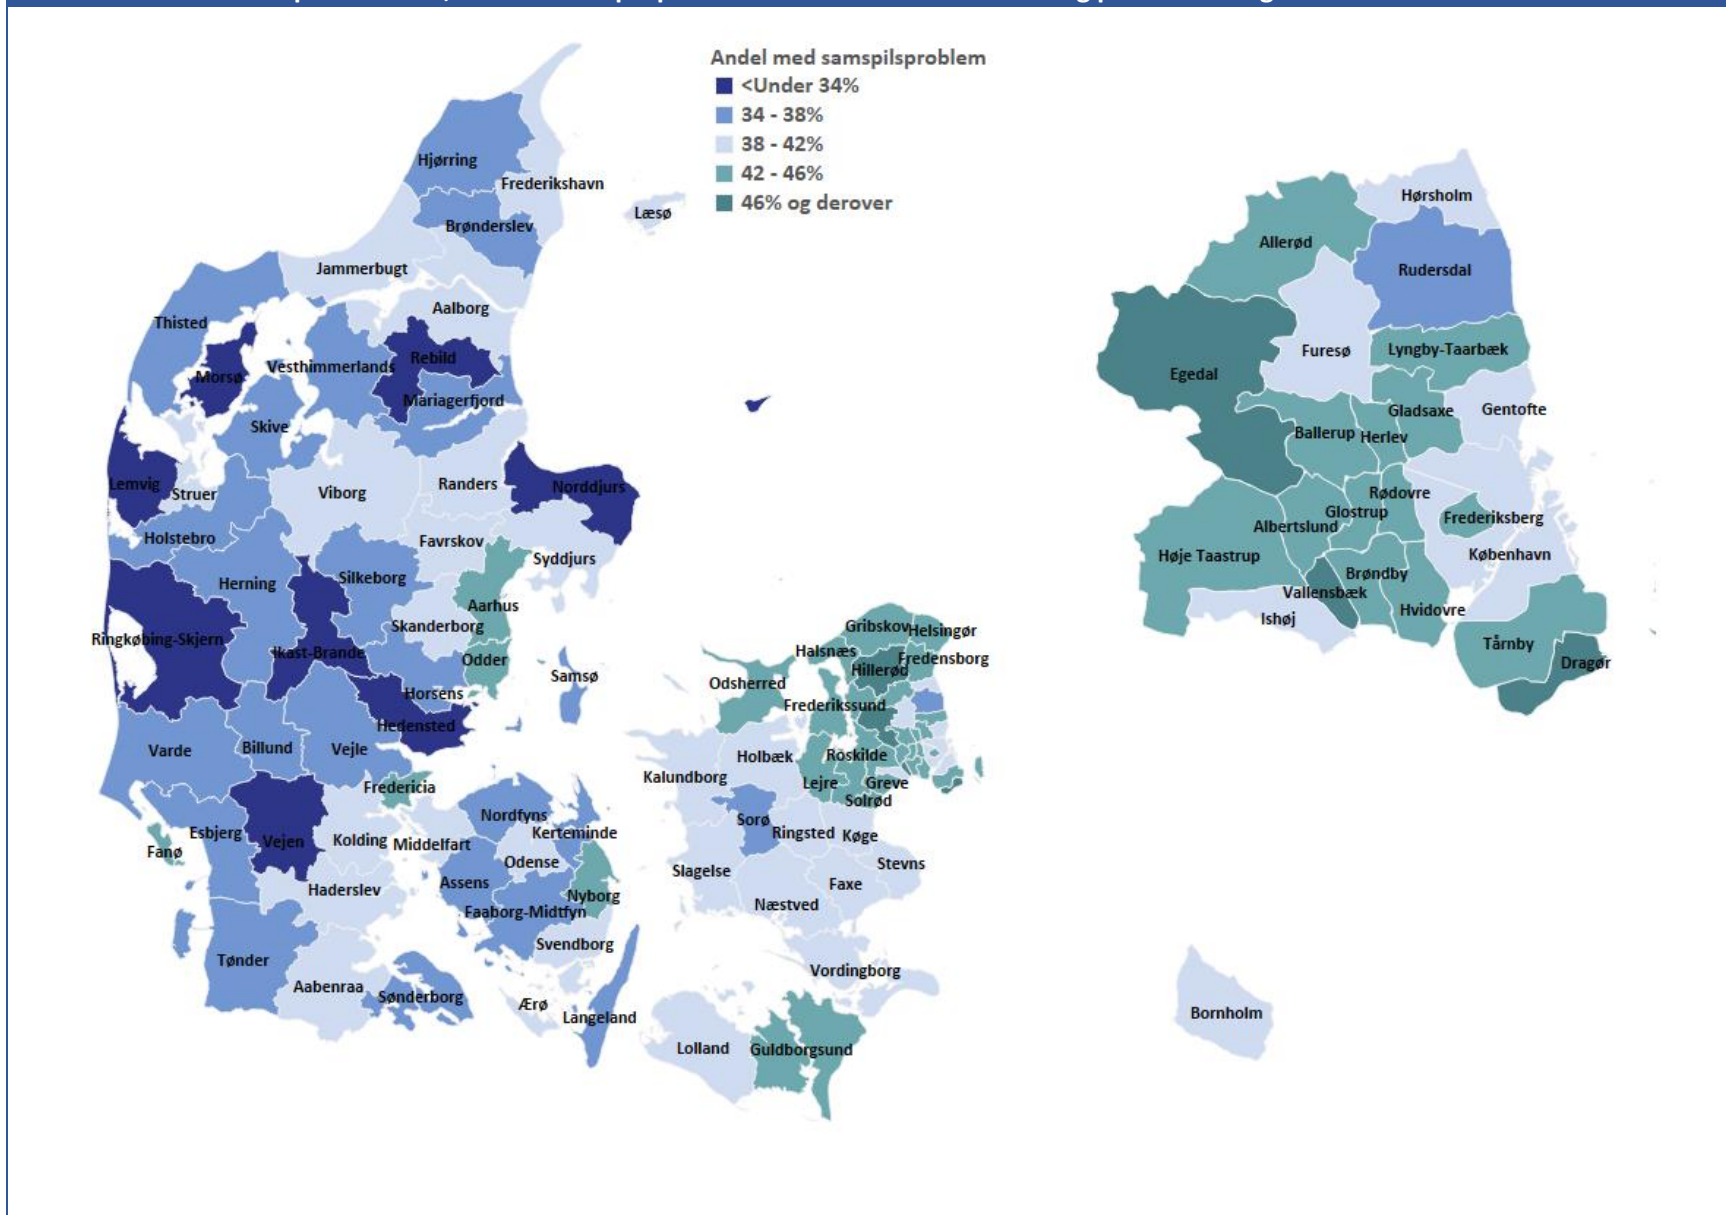 Andel med samspilsproblem
<Under 34%
34 - 38%
38 - 42%
42 - 46%
46% og derover
Hjørring
Frederikshavn
Læsø
Brønderslev
Jammerbugt
Aalborg
Thisted
Rebild
Vesthimmerlands
Morsø
Mariagerfjord
Skive
Lemvig
Struer
Viborg
Randers
Norddjurs
Holstebro
Favrskov
Syddjurs
Herning
Silkeborg
Aarhus
Skanderborg
Ringkøbing-Skjern
Ikast-Brande
Odder
Horsens
Samsø
Hedensted
Varde
Billund
Vejle
Fredericia
Esbjerg
Fanø
Vejen
Kolding
Middelfart
Nordfyns
Kerteminde
Odense
Haderslev
Assens
Nyborg
Faaborg-Midtfyn
Svendborg
Tønder
Aabenraa
Sønderborg
Ærø
Langeland
Gribskov
Helsingør
Halsnæs
Fredensborg
Hillerød
Odsherred
Frederikssund
Holbæk
Roskilde
Kalundborg
Lejre
Greve
Solrød
Sorø
Ringsted
Køge
Slagelse
Stevns
Faxe
Næstved
Vordingborg
Lolland
Guldborgsund
Hørsholm
Allerød
Rudersdal
Furesø
Lyngby-Taarbæk
Egedal
Gladsaxe
Gentofte
Ballerup
Herlev
Rødovre
Glostrup
Frederiksberg
Albertslund
Høje Taastrup
København
Brøndby
Vallensbæk
Hvidovre
Ishøj
Tårnby
Dragør
Bornholm